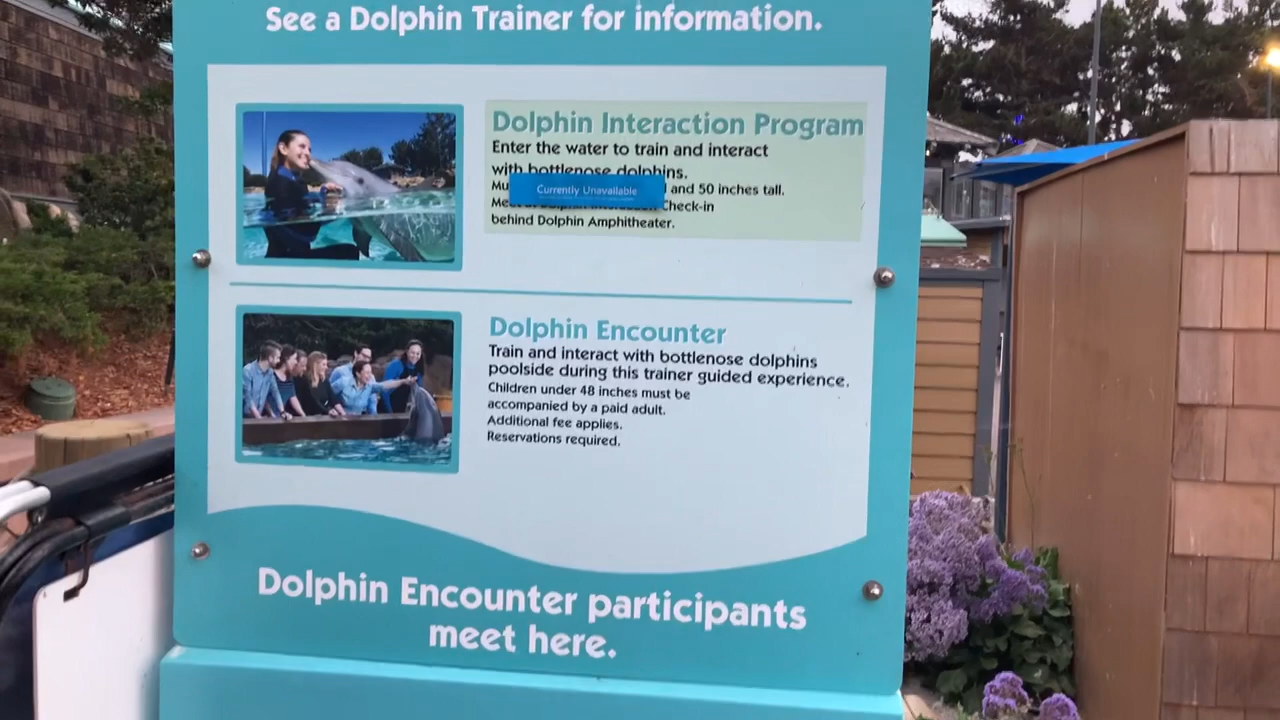 See a Dolphin Trainer for information.
Dolphin Interaction Program
Enter the water to train and interact
with bottlenose dolphins.
Currently Unavailable
and 50 inches tall.
Check-in
behind Dolphin Amphitheater.
Dolphin Encounter
Train and interact with bottlenose dolphins
poolside during this trainer guided experience.
Children under 48 inches must be
accompanied by a paid adult.
Additional fee applies.
Reservations required.
Dolphin Encounter participants
meet here.